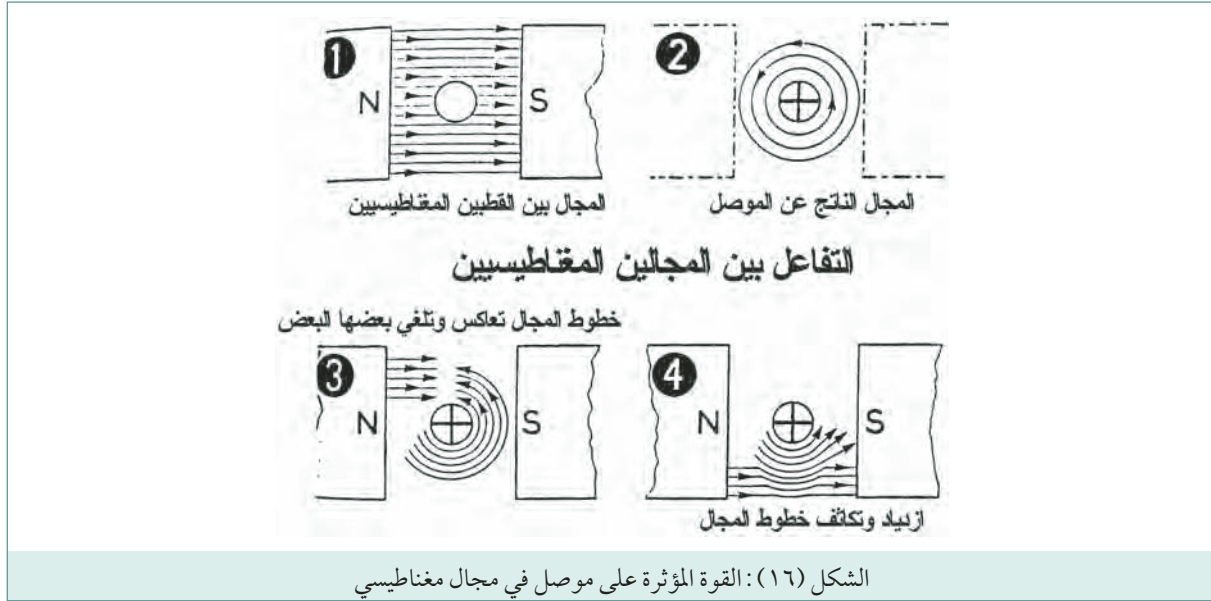 1
N
S
2
المجال بين القطبين المغناطيسيين
المجال الناتج عن الموصل
التفاعل بين المجالين المغناطيسيين
خطوط المجال تعاكس وتلغي بعضها البعض
3
N
S
4
N
S
ازدياد وتكاثف خطوط المجال
الشكل (١٦): القوة المؤثرة على موصل في مجال مغناطيسي